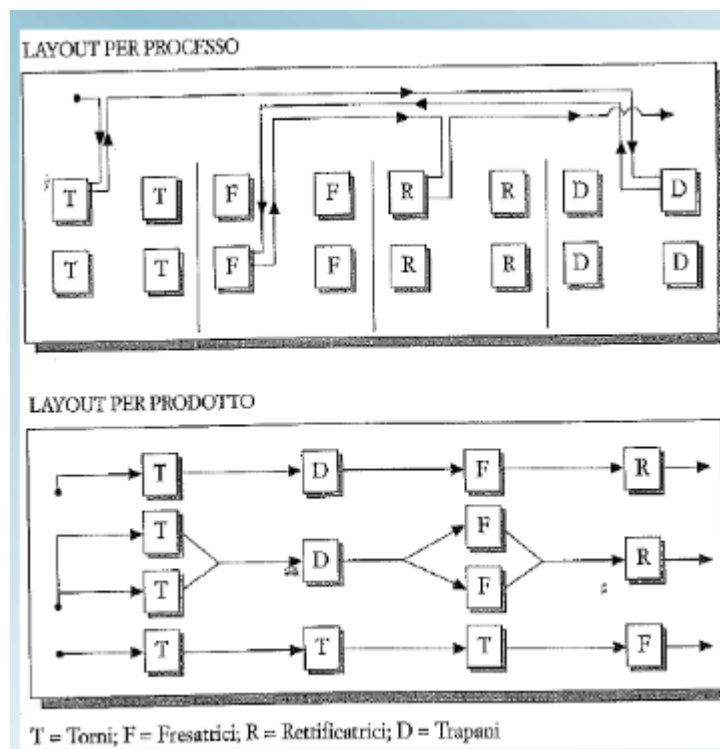 LAYOUT PER PROCESSO
T T F F R R D D
T T F F R R D D
LAYOUT PER PRODOTTO
T D F R
T F
D R
T F
T T T F
T = Torni; F = Fresatrici; R = Rettificatrici; D = Trapani